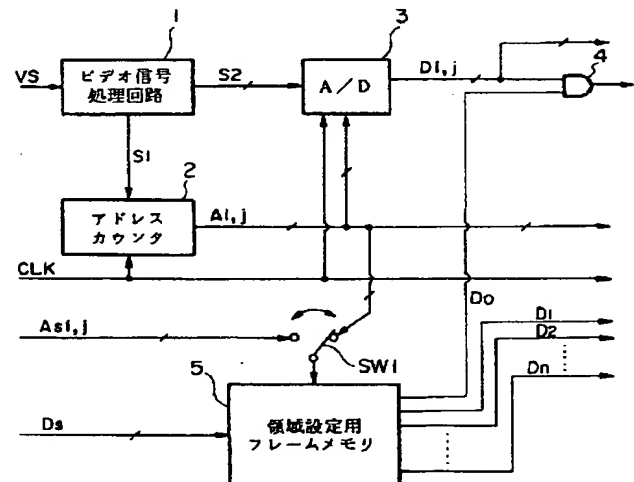 1
3
VS
ビデオ信号
処理回路
S2
A/D
Di,j
4
S1
2
アドレス
カウンタ
Ai,j
CLK
Do
Asi,j
SW1
D1
D2
Dn
5
Ds
領域設定用
フレームメモリ